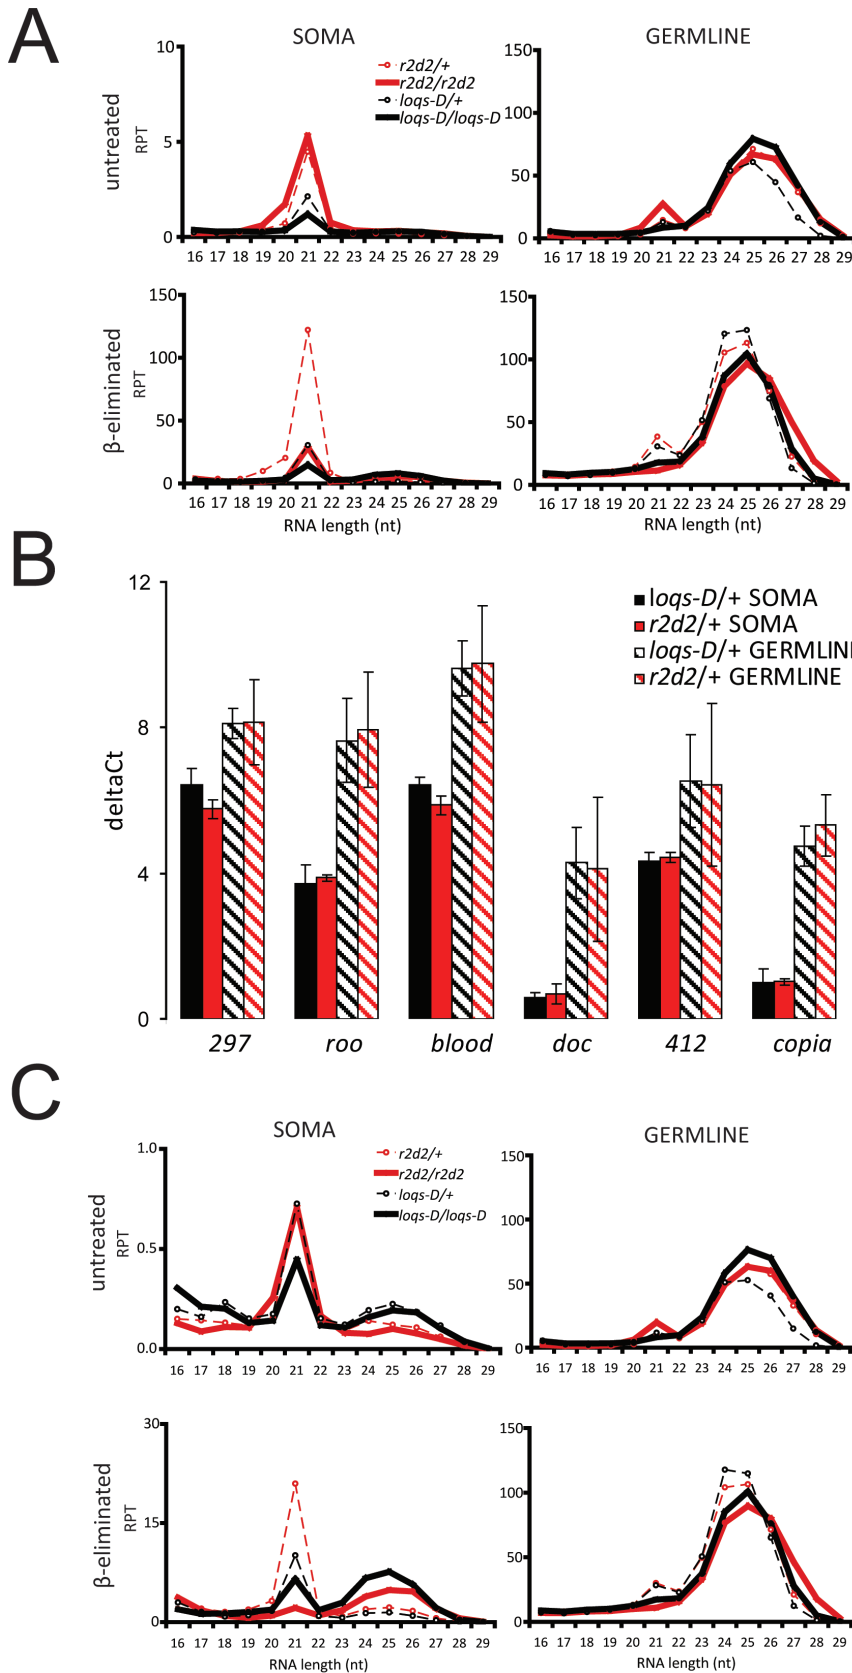 A
SOMA
GERMLINE
untreated
RPT
10
5
0
r2d2/+
r2d2/r2d2
loqs-D/+
loqs-D/loqs-D
16 17 18 19 20 21 22 23 24 25 26 27 28 29
150
100
50
0
16 17 18 19 20 21 22 23 24 25 26 27 28 29
β-eliminated
RPT
150
100
50
0
16 17 18 19 20 21 22 23 24 25 26 27 28 29
RNA length (nt)
150
100
50
0
16 17 18 19 20 21 22 23 24 25 26 27 28 29
RNA length (nt)
B
deltaCt
12
8
4
0
loqs-D/+ SOMA
r2d2/+ SOMA
loqs-D/+ GERMLINE
r2d2/+ GERMLINE
297 roo blood doc 412 copia
C
SOMA
GERMLINE
untreated
RPT
1.0
0.5
0.0
r2d2/+
r2d2/r2d2
loqs-D/+
loqs-D/loqs-D
16 17 18 19 20 21 22 23 24 25 26 27 28 29
150
100
50
0
16 17 18 19 20 21 22 23 24 25 26 27 28 29
β-eliminated
RPT
30
15
0
16 17 18 19 20 21 22 23 24 25 26 27 28 29
RNA length (nt)
150
100
50
0
16 17 18 19 20 21 22 23 24 25 26 27 28 29
RNA length (nt)